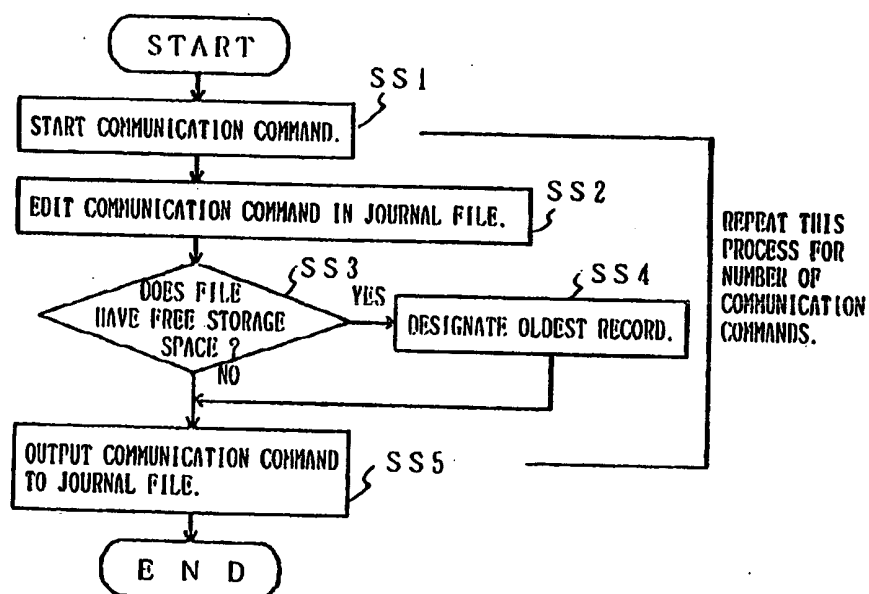 START
SS1
START COMMUNICATION COMMAND.
SS2
EDIT COMMUNICATION COMMAND IN JOURNAL FILE.
REPEAT THIS
PROCESS FOR
NUMBER OF
COMMUNICATION
COMMANDS.
SS3
DOES FILE
HAVE FREE STORAGE
SPACE ?
YES
SS4
DESIGNATE OLDEST RECORD.
NO
OUTPUT COMMUNICATION COMMAND
TO JOURNAL FILE.
SS5
END